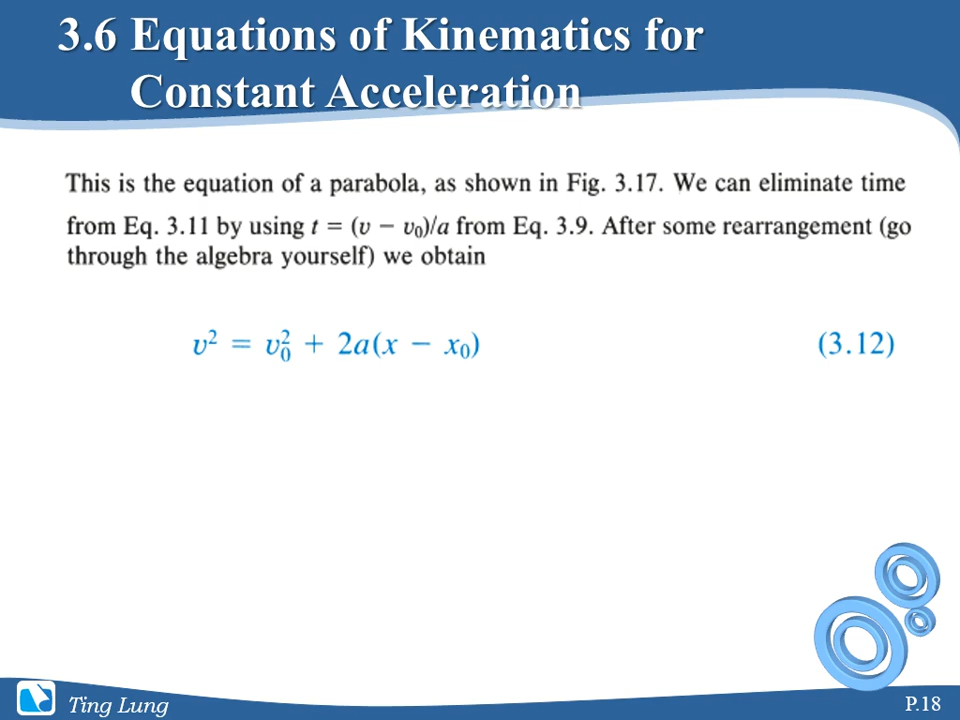 3.6 Equations of Kinematics for
Constant Acceleration
This is the equation of a parabola, as shown in Fig. 3.17. We can eliminate time
from Eq. 3.11 by using t = (v − v₀)/a from Eq. 3.9. After some rearrangement (go
through the algebra yourself) we obtain
v² = v₀² + 2a(x − x₀) (3.12)
Ting Lung P.18